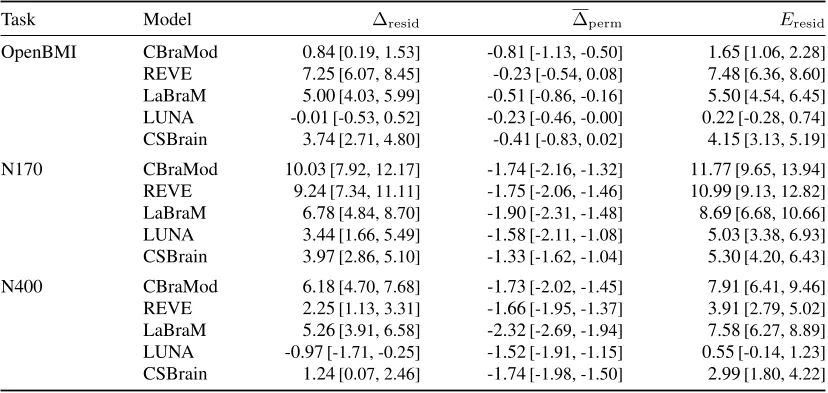 Task Model Δresid Δ̅perm Eresid
OpenBMI CBraMod 0.84 [0.19, 1.53] -0.81 [-1.13, -0.50] 1.65 [1.06, 2.28]
REVE 7.25 [6.07, 8.45] -0.23 [-0.54, 0.08] 7.48 [6.36, 8.60]
LaBraM 5.00 [4.03, 5.99] -0.51 [-0.86, -0.16] 5.50 [4.54, 6.45]
LUNA -0.01 [-0.53, 0.52] -0.23 [-0.46, -0.00] 0.22 [-0.28, 0.74]
CSBrain 3.74 [2.71, 4.80] -0.41 [-0.83, 0.02] 4.15 [3.13, 5.19]
N170 CBraMod 10.03 [7.92, 12.17] -1.74 [-2.16, -1.32] 11.77 [9.65, 13.94]
REVE 9.24 [7.34, 11.11] -1.75 [-2.06, -1.46] 10.99 [9.13, 12.82]
LaBraM 6.78 [4.84, 8.70] -1.90 [-2.31, -1.48] 8.69 [6.68, 10.66]
LUNA 3.44 [1.66, 5.49] -1.58 [-2.11, -1.08] 5.03 [3.38, 6.93]
CSBrain 3.97 [2.86, 5.10] -1.33 [-1.62, -1.04] 5.30 [4.20, 6.43]
N400 CBraMod 6.18 [4.70, 7.68] -1.73 [-2.02, -1.45] 7.91 [6.41, 9.46]
REVE 2.25 [1.13, 3.31] -1.66 [-1.95, -1.37] 3.91 [2.79, 5.02]
LaBraM 5.26 [3.91, 6.58] -2.32 [-2.69, -1.94] 7.58 [6.27, 8.89]
LUNA -0.97 [-1.71, -0.25] -1.52 [-1.91, -1.15] 0.55 [-0.14, 1.23]
CSBrain 1.24 [0.07, 2.46] -1.74 [-1.98, -1.50] 2.99 [1.80, 4.22]